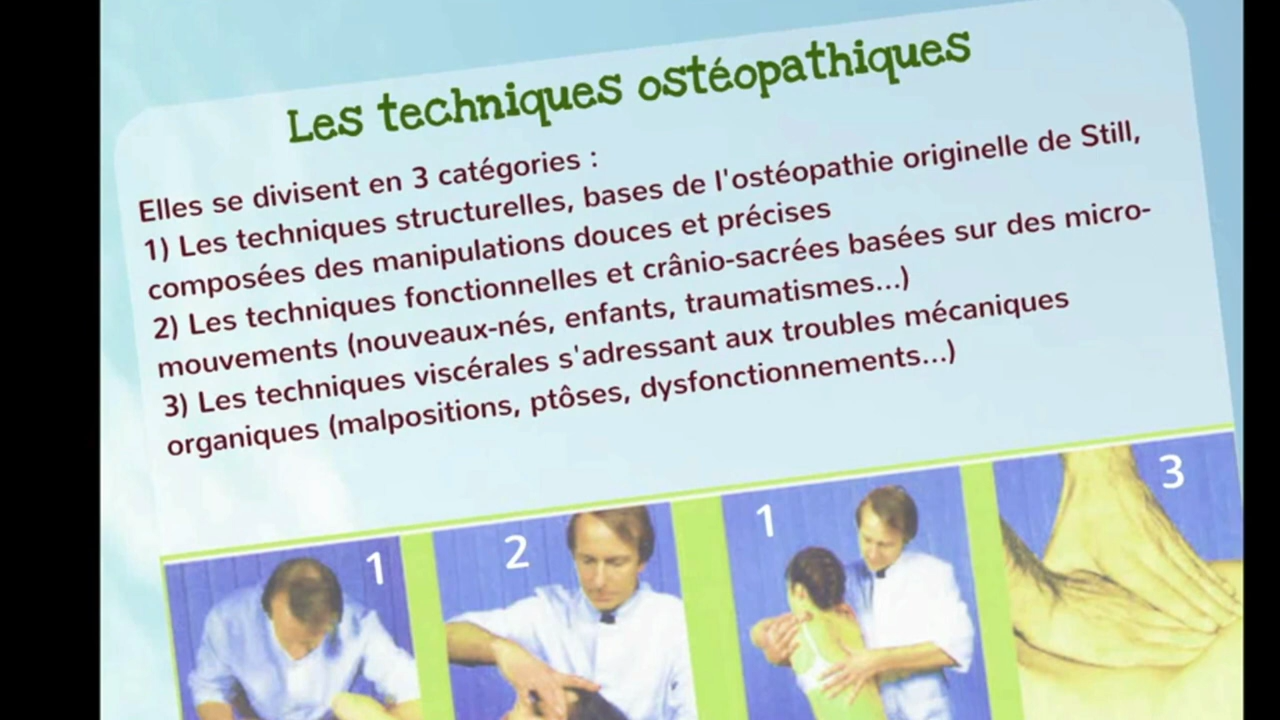 Les techniques ostéopathiques
Elles se divisent en 3 catégories :
1) Les techniques structurelles, bases de l'ostéopathie originelle de Still,
composées des manipulations douces et précises
2) Les techniques fonctionnelles et crânio-sacrées basées sur des micro-
mouvements (nouveaux-nés, enfants, traumatismes...)
3) Les techniques viscérales s'adressant aux troubles mécaniques
organiques (malpositions, ptôses, dysfonctionnements...)
1
2
1
3